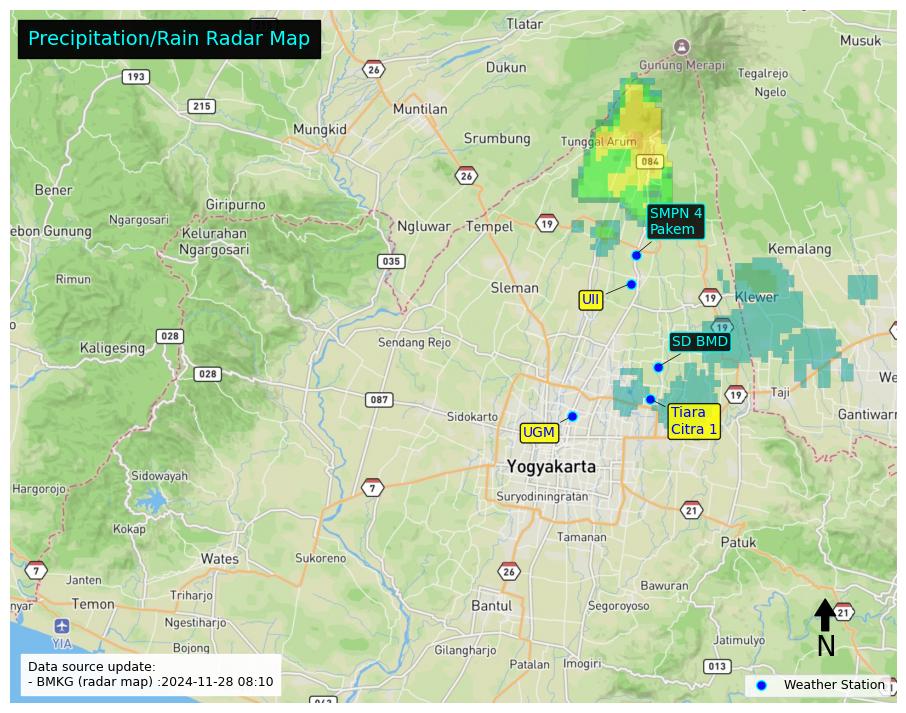 Precipitation/Rain Radar Map
Tlatar
Musuk
26
Dukun
Gunung Merapi
193
Tegalrejo
Ngelo
215
Muntilan
Mungkid
Srumbung
Tunggal Arum
084
26
Bener
Giripurno
SMPN 4
Pakem
Ngargosari
Ngluwar
Tempel
19
ebon Gunung
Kelurahan
Ngargosari
Kemalang
035
Rimun
Sleman
UII
19
Klewer
19
028
Sendang Rejo
SD BMD
Kaligesing
028
We
087
19
Taji
Sidokarto
Tiara
Citra 1
Gantiwarn
UGM
Yogyakarta
Sidowayah
Hargorojo
7
Suryodiningratan
21
Kokap
Tamanan
Patuk
Wates
Sukoreno
7
26
Janten
Bawuran
nyar
Temon
Triharjo
Bantul
Segoroyoso
21
Ngestiharjo
YIA
N
Jatimulyo
Bojong
Gilangharjo
Patalan
Imogiri
013
Data source update:
- BMKG (radar map) :2024-11-28 08:10
Weather Station